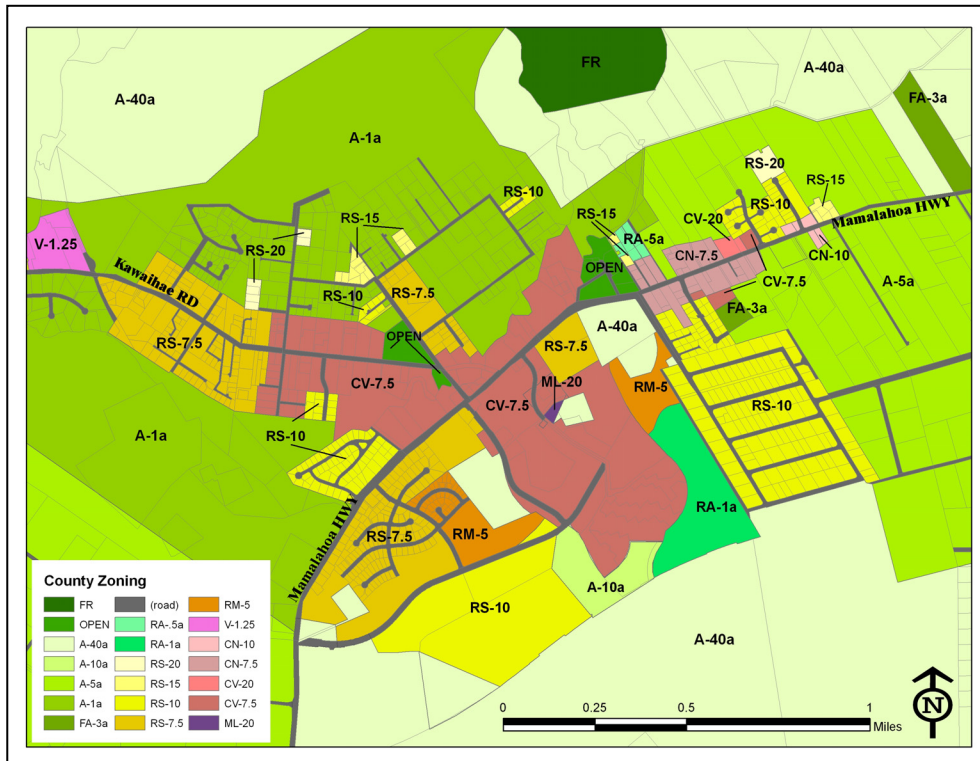 FR
A-40a
A-40a
FA-3a
A-1a
RS-20
RS-10
RS-15
RS-10
RS-15
RS-15
Mamalahoa HWY
CV-20
RA-5a
V-1.25
RS-20
CN-7.5
CN-10
Kawaihae RD
OPEN
RS-10
RS-7.5
CV-7.5
A-5a
A-40a
FA-3a
OPEN
RS-7.5
RS-7.5
ML-20
RM-5
CV-7.5
CV-7.5
RS-10
A-1a
RS-10
RA-1a
Mamalahoa HWY
RS-7.5
RM-5
A-10a
RS-10
A-40a
County Zoning
FR
OPEN
A-40a
A-10a
A-5a
A-1a
FA-3a
(road)
RA-.5a
RA-1a
RS-20
RS-15
RS-10
RS-7.5
RM-5
V-1.25
CN-10
CN-7.5
CV-20
CV-7.5
ML-20
0 0.25 0.5 1
Miles
N